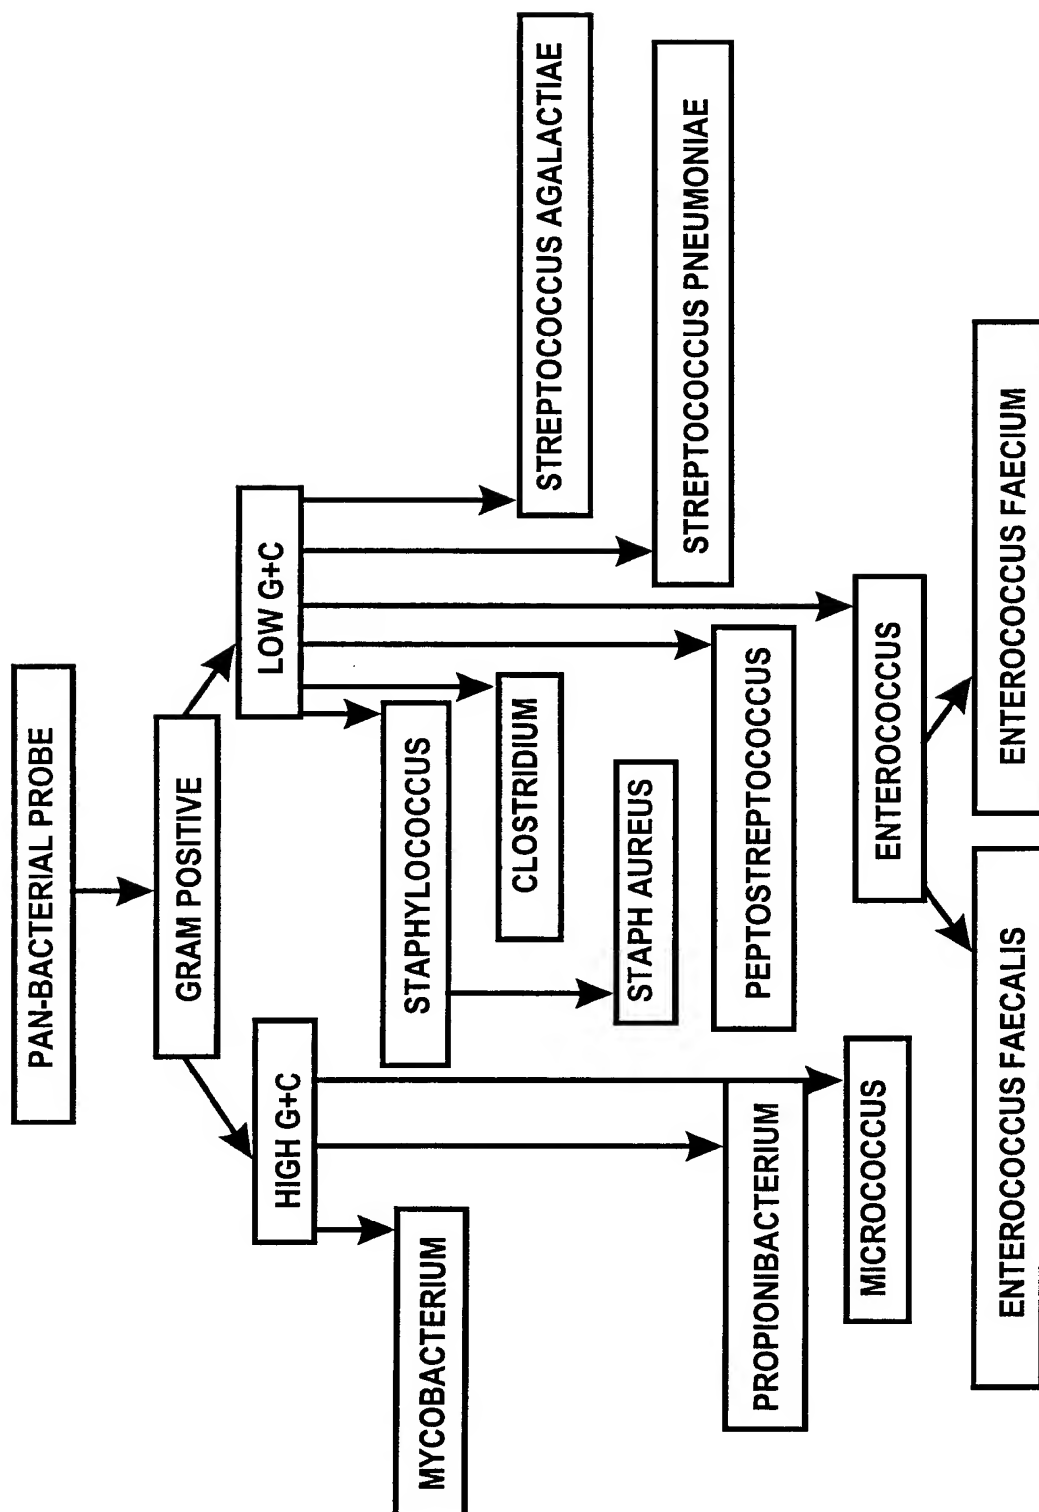 PAN-BACTERIAL PROBE
GRAM POSITIVE
HIGH G+C
LOW G+C
MYCOBACTERIUM
STAPHYLOCOCCUS
CLOSTRIDIUM
STREPTOCOCCUS AGALACTIAE
STAPH AUREUS
STREPTOCOCCUS PNEUMONIAE
PROPIONIBACTERIUM
PEPTOSTREPTOCOCCUS
MICROCOCCUS
ENTEROCOCCUS
ENTEROCOCCUS FAECALIS
ENTEROCOCCUS FAECIUM